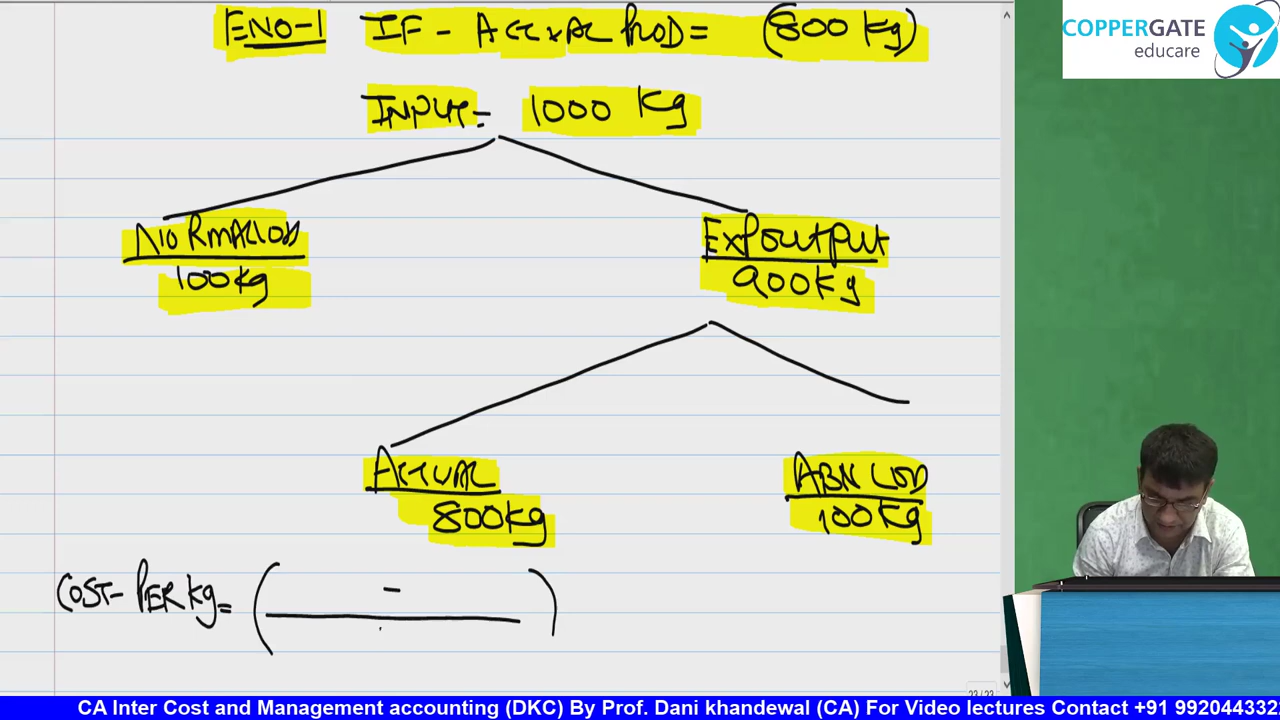 COPPERGATE
educare
ENO-1 IF - ACTUAL PROD = (800 Kg)
INPUT = 1000 Kg
NORMAL LOSS EXP OUTPUT
100 Kg 900 Kg
ACTUAL ABN LOSS
800 Kg 100 Kg
COST PER Kg = ( - )
23 / 23
CA Inter Cost and Management accounting (DKC) By Prof. Dani khandewal (CA) For Video lectures Contact +91 992044332